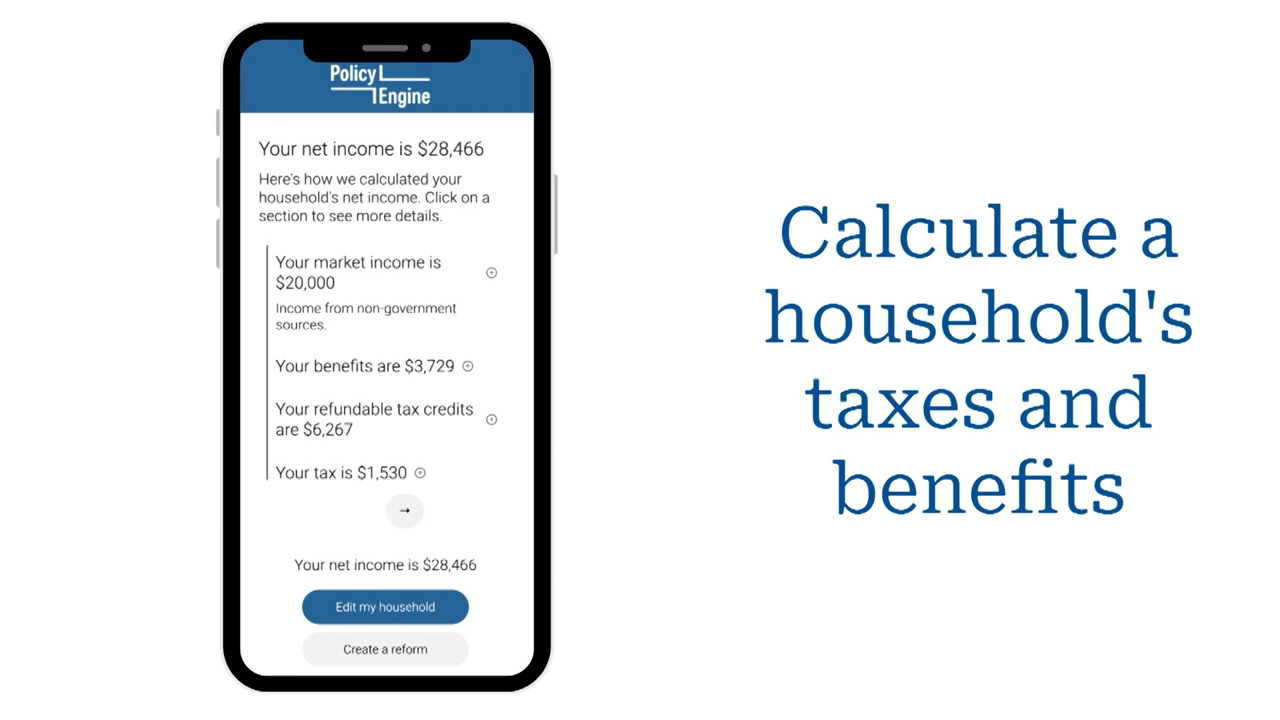 Policy
Engine
Your net income is $28,466
Here's how we calculated your
household's net income. Click on a
section to see more details.
Your market income is
$20,000
Income from non-government
sources.
Your benefits are $3,729
Your refundable tax credits
are $6,267
Your tax is $1,530
→
Your net income is $28,466
Edit my household
Create a reform
Calculate a
household's
taxes and
benefits